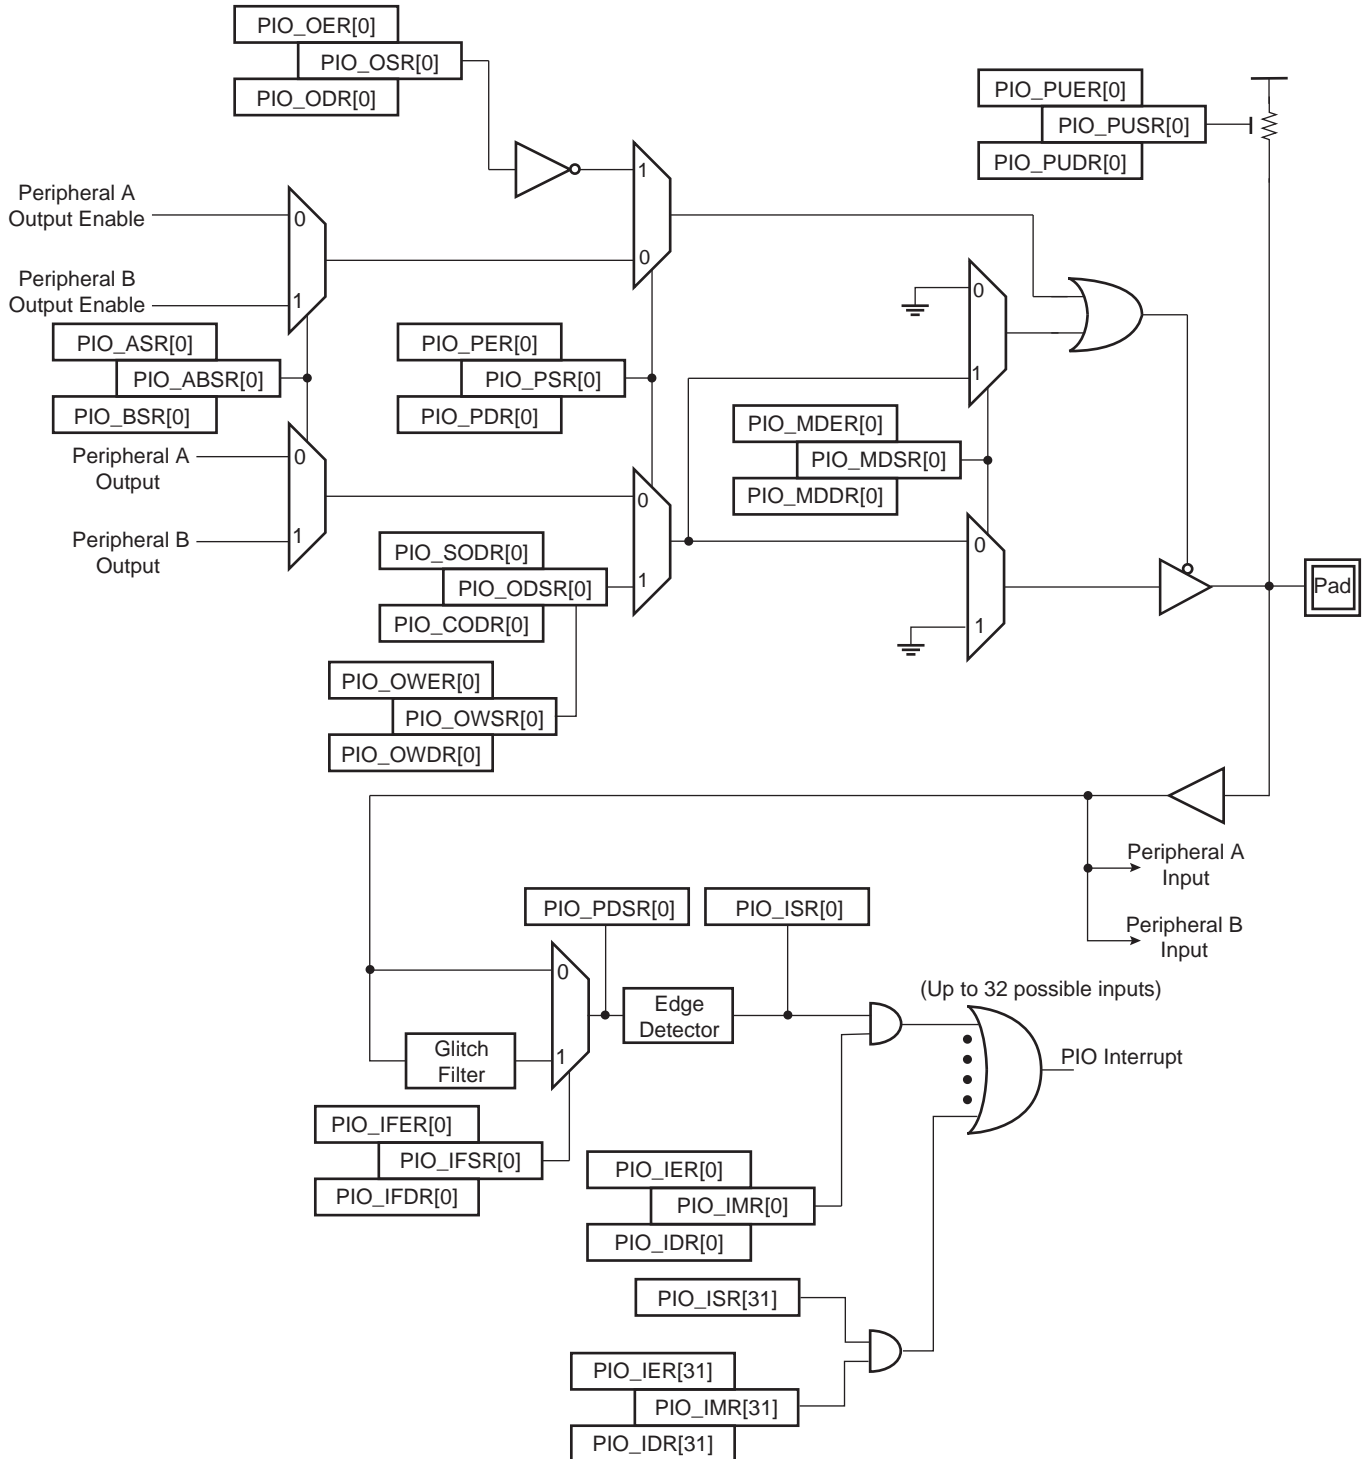 PIO_OER[0]
PIO_OSR[0]
PIO_ODR[0]
PIO_PUER[0]
PIO_PUSR[0]
PIO_PUDR[0]
1
0
Peripheral A
Output Enable
0
Peripheral B
Output Enable
1
0
1
PIO_ASR[0]
PIO_ABSR[0]
PIO_BSR[0]
PIO_PER[0]
PIO_PSR[0]
PIO_PDR[0]
PIO_MDER[0]
PIO_MDSR[0]
PIO_MDDR[0]
Peripheral A
Output
0
Peripheral B
Output
1
0
1
PIO_SODR[0]
PIO_ODSR[0]
PIO_CODR[0]
0
1
Pad
PIO_OWER[0]
PIO_OWSR[0]
PIO_OWDR[0]
Peripheral A
Input
Peripheral B
Input
PIO_PDSR[0]
PIO_ISR[0]
0
1
Edge
Detector
Glitch
Filter
(Up to 32 possible inputs)
PIO Interrupt
PIO_IFER[0]
PIO_IFSR[0]
PIO_IFDR[0]
PIO_IER[0]
PIO_IMR[0]
PIO_IDR[0]
PIO_ISR[31]
PIO_IER[31]
PIO_IMR[31]
PIO_IDR[31]